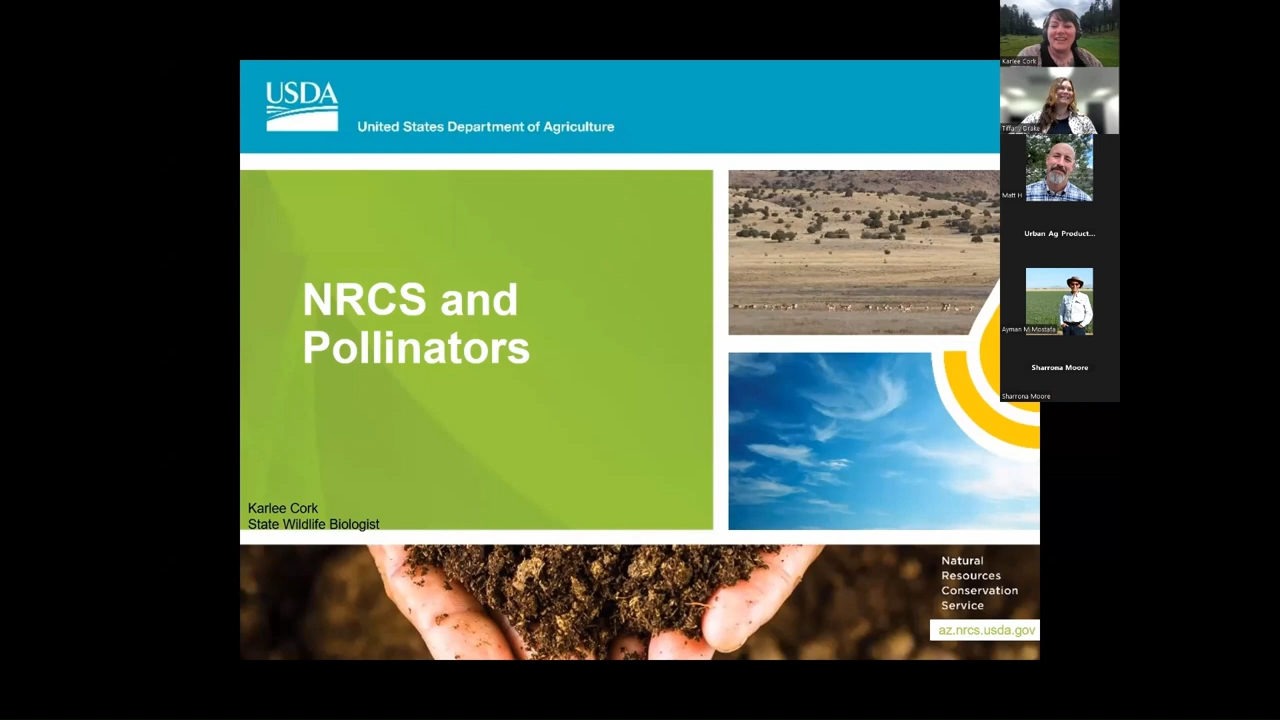 USDA
United States Department of Agriculture
NRCS and
Pollinators
Karlee Cork
State Wildlife Biologist
Natural
Resources
Conservation
Service
az.nrcs.usda.gov
Karlee Cork
Tiffany Drake
Matt H
Urban Ag Product...
Ayman M.Mostafa
Sharrona Moore
Sharrona Moore